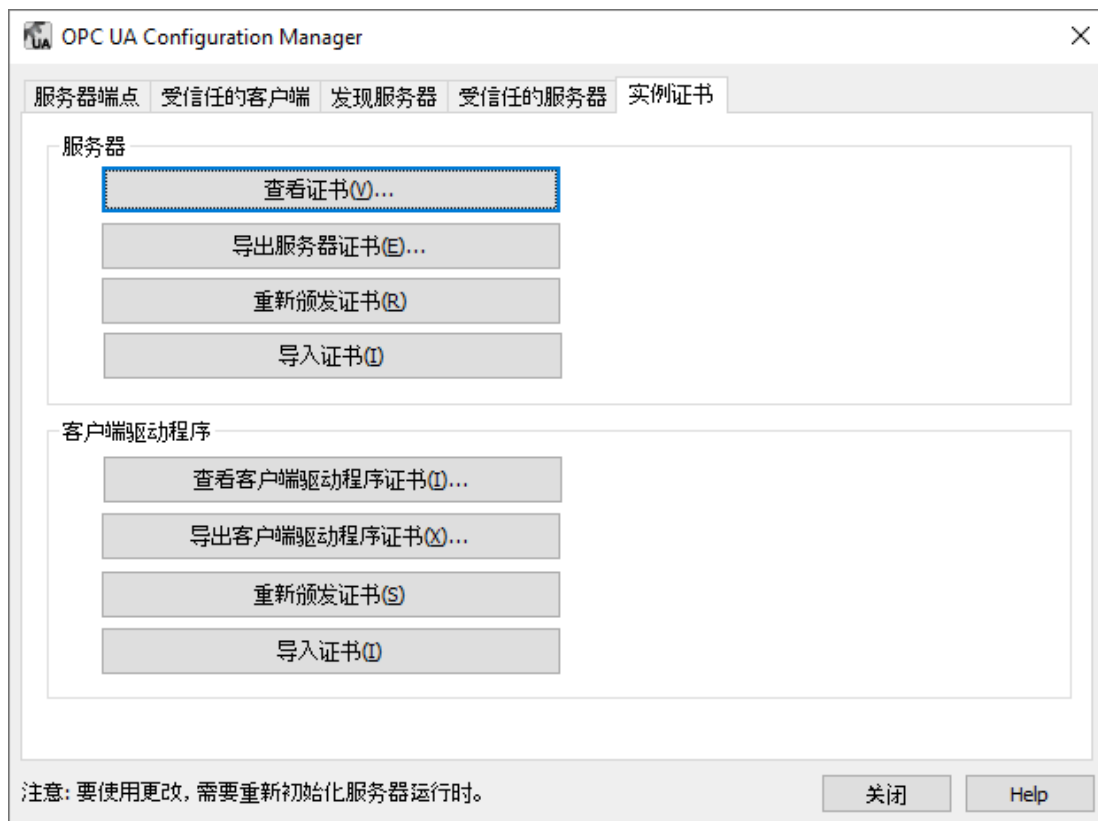 UA OPC UA Configuration Manager
服务器端点 受信任的客户端 发现服务器 受信任的服务器 实例证书
服务器
查看证书(V)...
导出服务器证书(E)...
重新颁发证书(R)
导入证书(I)
客户端驱动程序
查看客户端驱动程序证书(I)...
导出客户端驱动程序证书(X)...
重新颁发证书(S)
导入证书(I)
注意: 要使用更改, 需要重新初始化服务器运行时。 关闭 Help